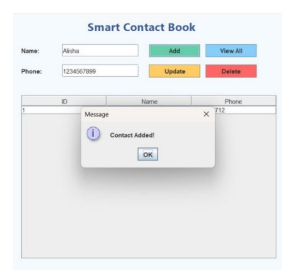 Smart Contact Book
Name: Alisha Add View All
Phone: 1234567899 Update Delete
ID Name Phone
1 712
Message
Contact Added!
OK